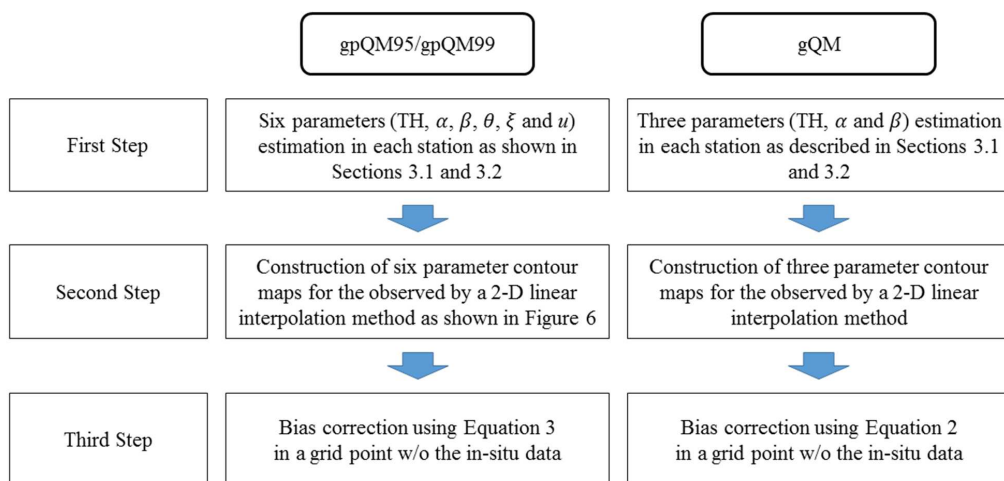 gpQM95/gpQM99
gQM
First Step
Six parameters (TH, α, β, θ, ξ and u)
estimation in each station as shown in
Sections 3.1 and 3.2
Three parameters (TH, α and β) estimation
in each station as described in Sections 3.1
and 3.2
Second Step
Construction of six parameter contour
maps for the observed by a 2-D linear
interpolation method as shown in Figure 6
Construction of three parameter contour
maps for the observed by a 2-D linear
interpolation method
Third Step
Bias correction using Equation 3
in a grid point w/o the in-situ data
Bias correction using Equation 2
in a grid point w/o the in-situ data